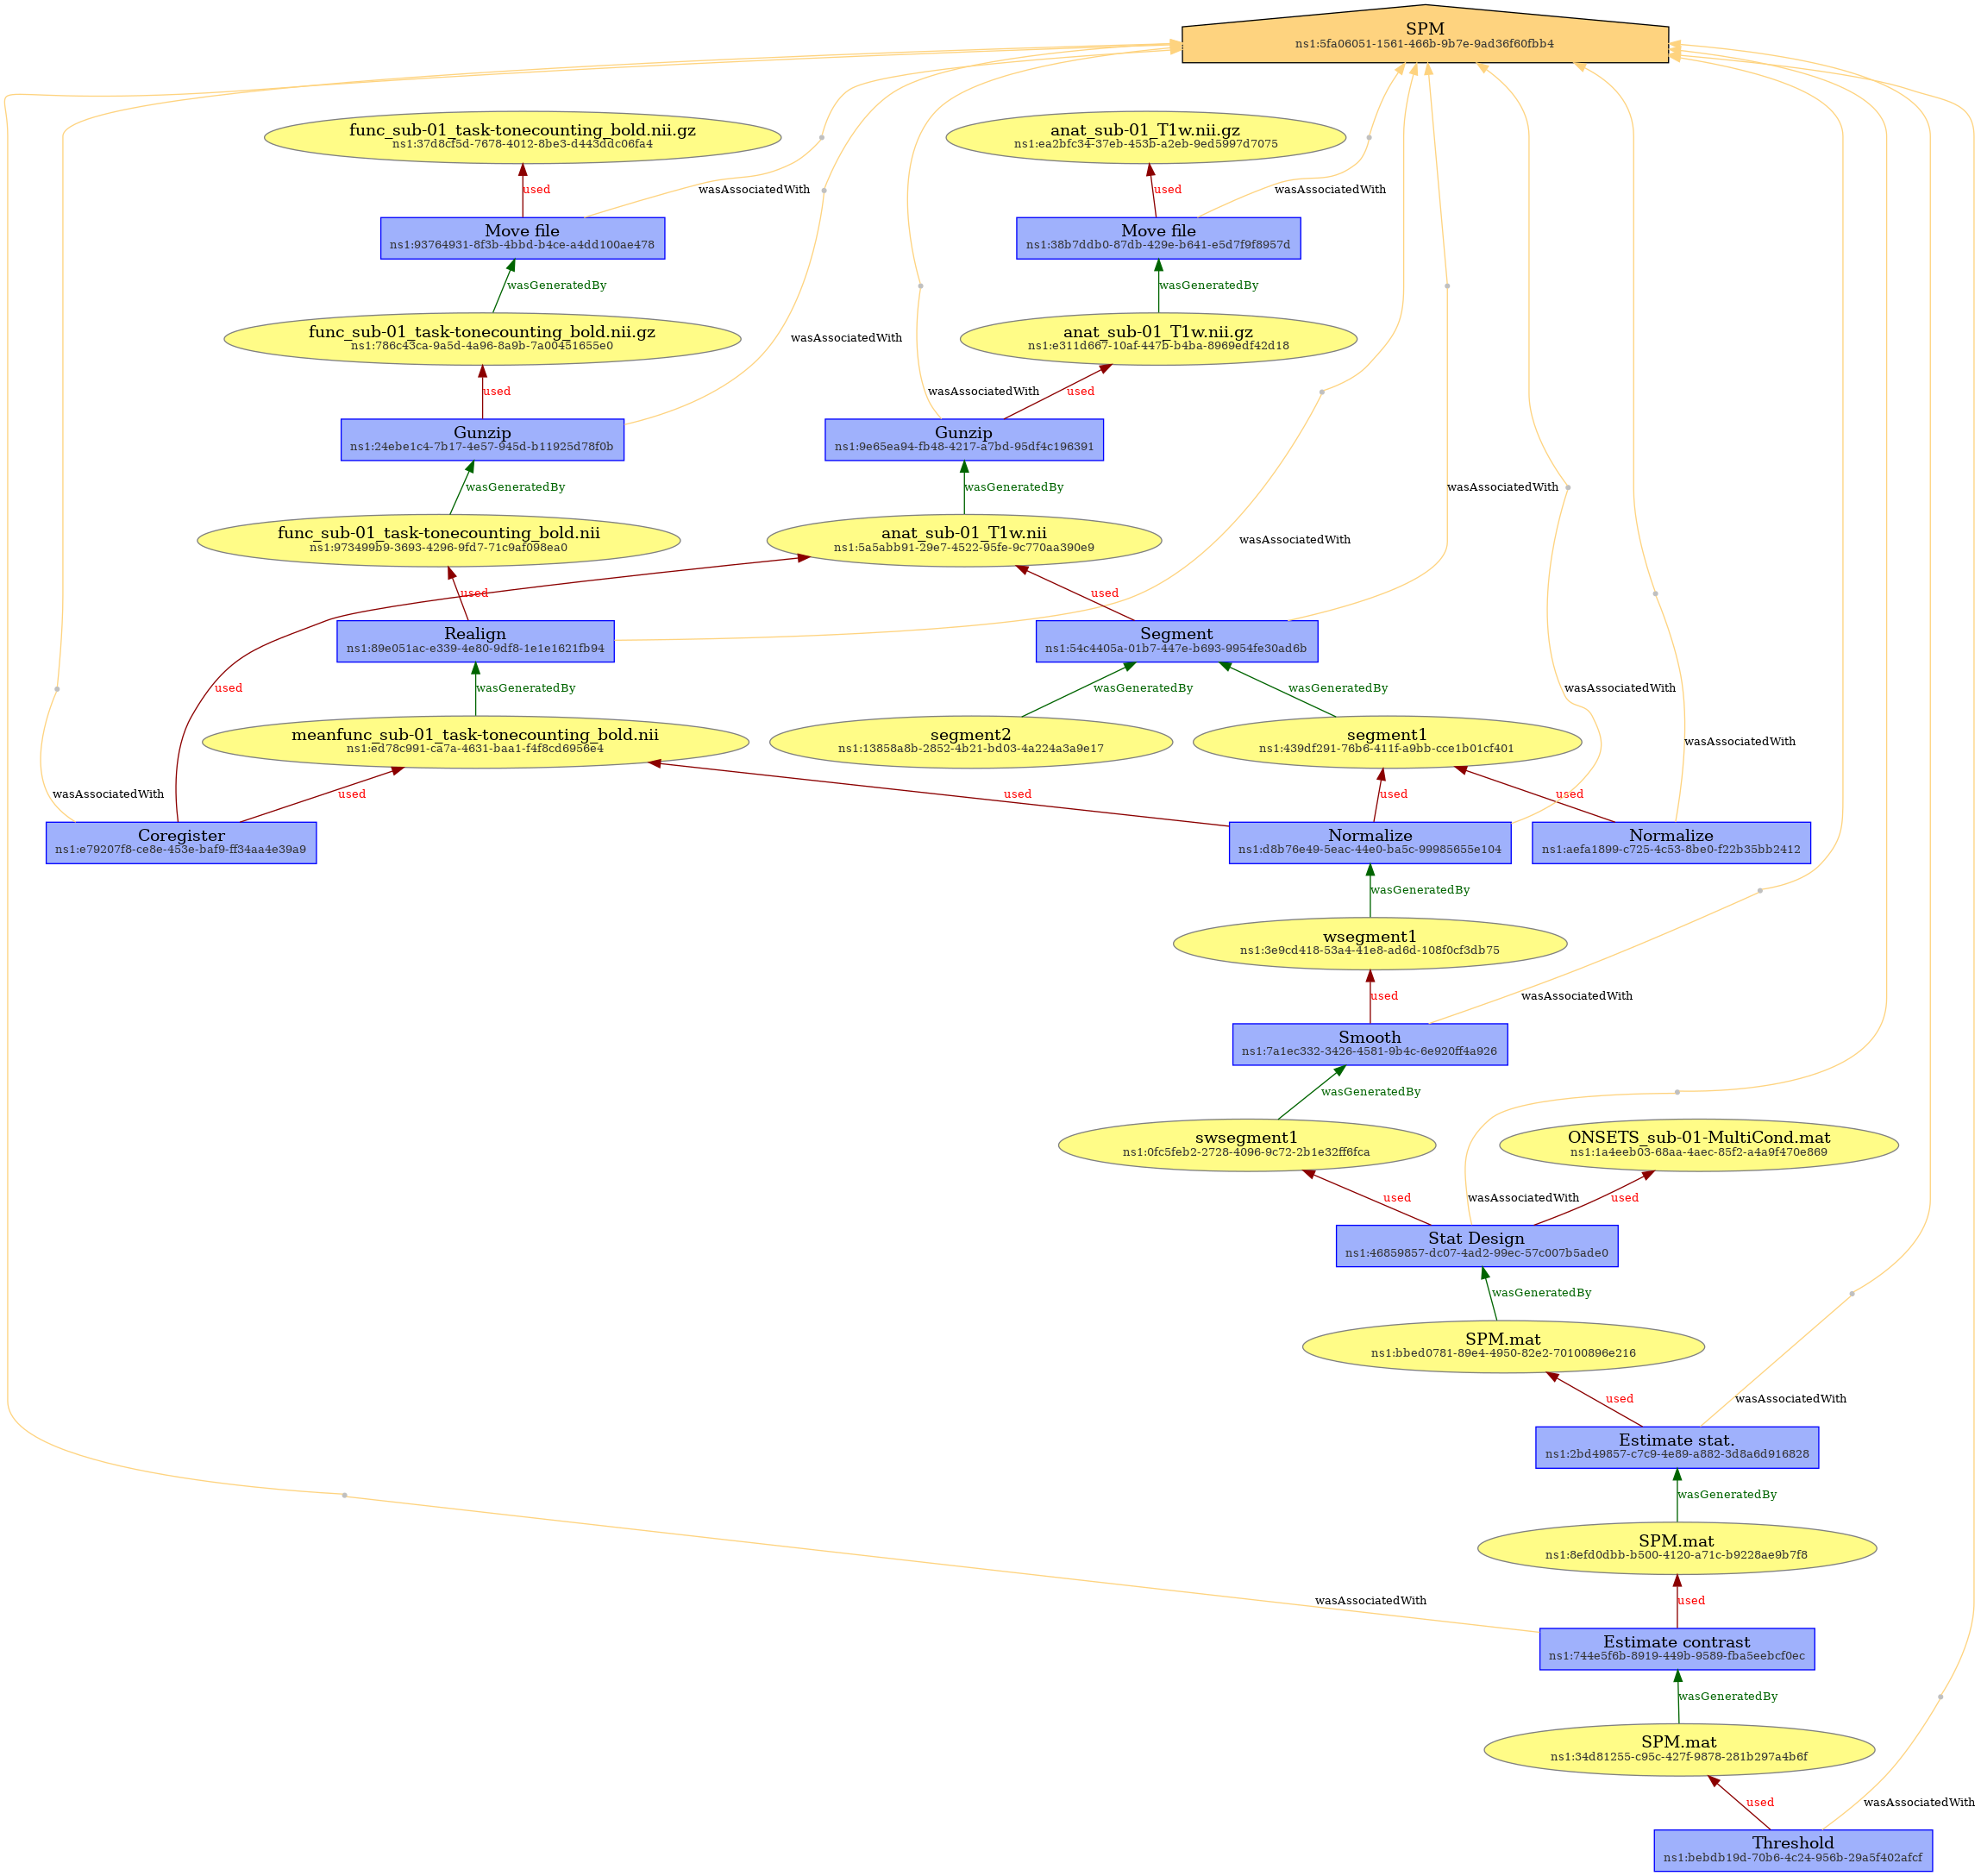 SPM
ns1:5fa06051-1561-466b-9b7e-9ad36f60fbb4
func_sub-01_task-tonecounting_bold.nii.gz
ns1:37d8cf5d-7678-4012-8be3-d443ddc06fa4
anat_sub-01_T1w.nii.gz
ns1:ea2bfc34-37eb-453b-a2eb-9ed5997d7075
used
wasAssociatedWith
used
wasAssociatedWith
Move file
ns1:93764931-8f3b-4bbd-b4ce-a4dd100ae478
Move file
ns1:38b7ddb0-87db-429e-b641-e5d7f9f8957d
wasGeneratedBy
wasGeneratedBy
func_sub-01_task-tonecounting_bold.nii.gz
ns1:786c43ca-9a5d-4a96-8a9b-7a00451655e0
wasAssociatedWith
anat_sub-01_T1w.nii.gz
ns1:e311d667-10af-447b-b4ba-8969edf42d18
used
wasAssociatedWith
used
Gunzip
ns1:24ebe1c4-7b17-4e57-945d-b11925d78f0b
Gunzip
ns1:9e65ea94-fb48-4217-a7bd-95df4c196391
wasGeneratedBy
wasGeneratedBy
wasAssociatedWith
func_sub-01_task-tonecounting_bold.nii
ns1:973499b9-3693-4296-9fd7-71c9af098ea0
anat_sub-01_T1w.nii
ns1:5a5abb91-29e7-4522-95fe-9c770aa390e9
wasAssociatedWith
used
used
Realign
ns1:89e051ac-e339-4e80-9df8-1e1e1621fb94
Segment
ns1:54c4405a-01b7-447e-b693-9954fe30ad6b
used
wasGeneratedBy
wasGeneratedBy
wasGeneratedBy
wasAssociatedWith
meanfunc_sub-01_task-tonecounting_bold.nii
ns1:ed78c991-ca7a-4631-baa1-f4f8cd6956e4
segment2
ns1:13858a8b-2852-4b21-bd03-4a224a3a9e17
segment1
ns1:439df291-76b6-411f-a9bb-cce1b01cf401
wasAssociatedWith
wasAssociatedWith
used
used
used
used
Coregister
ns1:e79207f8-ce8e-453e-baf9-ff34aa4e39a9
Normalize
ns1:d8b76e49-5eac-44e0-ba5c-99985655e104
Normalize
ns1:aefa1899-c725-4c53-8be0-f22b35bb2412
wasGeneratedBy
wsegment1
ns1:3e9cd418-53a4-41e8-ad6d-108f0cf3db75
used
wasAssociatedWith
Smooth
ns1:7a1ec332-3426-4581-9b4c-6e920ff4a926
wasGeneratedBy
swsegment1
ns1:0fc5feb2-2728-4096-9c72-2b1e32ff6fca
ONSETS_sub-01-MultiCond.mat
ns1:1a4eeb03-68aa-4aec-85f2-a4a9f470e869
used
wasAssociatedWith
used
Stat Design
ns1:46859857-dc07-4ad2-99ec-57c007b5ade0
wasGeneratedBy
SPM.mat
ns1:bbed0781-89e4-4950-82e2-70100896e216
used
wasAssociatedWith
Estimate stat.
ns1:2bd49857-c7c9-4e89-a882-3d8a6d916828
wasGeneratedBy
SPM.mat
ns1:8efd0dbb-b500-4120-a71c-b9228ae9b7f8
wasAssociatedWith
used
Estimate contrast
ns1:744e5f6b-8919-449b-9589-fba5eebcf0ec
wasGeneratedBy
SPM.mat
ns1:34d81255-c95c-427f-9878-281b297a4b6f
used
wasAssociatedWith
Threshold
ns1:bebdb19d-70b6-4c24-956b-29a5f402afcf